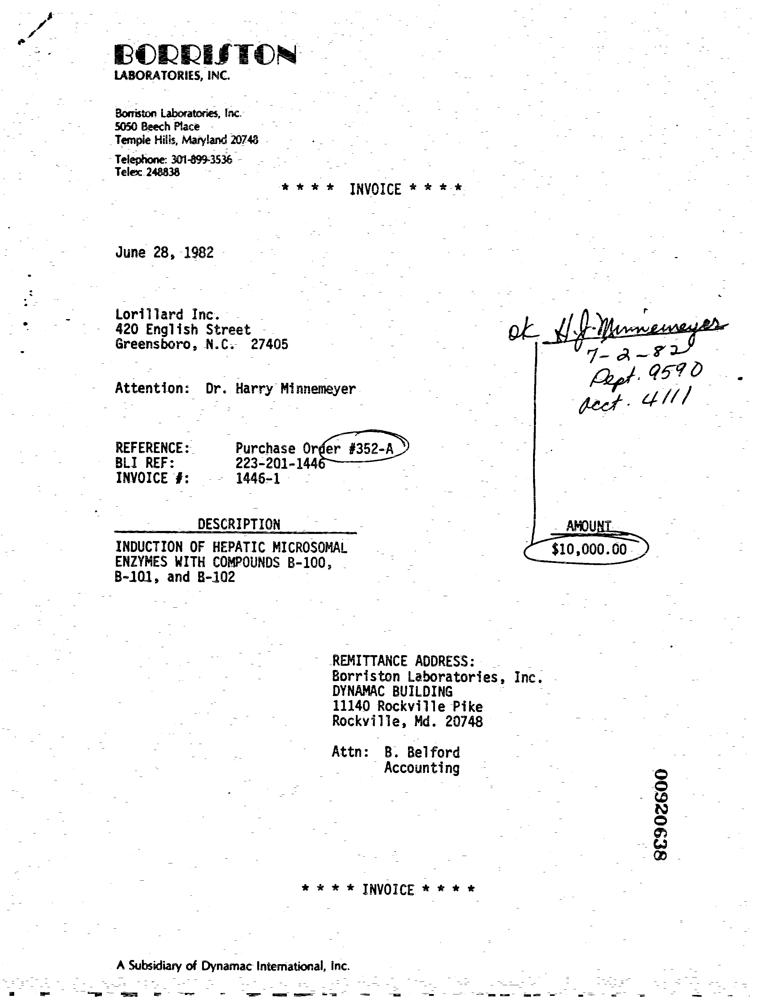 BORRISTON
LABORATORIES, INC.
Borriston Laboratories, Inc.
5050 Beech Place
Temple Hills, Maryland 20748
Telephone: 301-899-3536
Telex: 248838
* * * * INVOICE * * * *
June 28, 1982
Lorillard Inc.
420 English Street
Greensboro, N.C. 27405
ok H.J. Minnemeyer
7-2-82
Dept. 9590
Acct. 4111
Attention: Dr. Harry Minnemeyer
REFERENCE: Purchase Order #352-A
BLI REF: 223-201-1446
INVOICE #: 1446-1
DESCRIPTION AMOUNT
INDUCTION OF HEPATIC MICROSOMAL $10,000.00
ENZYMES WITH COMPOUNDS B-100,
B-101, and B-102
REMITTANCE ADDRESS:
Borriston Laboratories, Inc.
DYNAMAC BUILDING
11140 Rockville Pike
Rockville, Md. 20748
Attn: B. Belford
Accounting
00920638
* * * * INVOICE * * * *
A Subsidiary of Dynamac International, Inc.